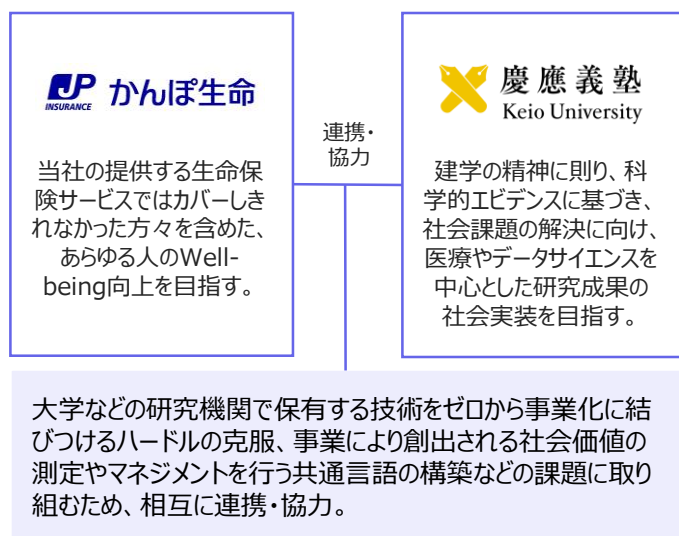 JP
INSURANCE
かんぽ生命
当社の提供する生命保
険サービスではカバーしき
れなかった方々を含めた、
あらゆる人のWell-
being向上を目指す。
連携・
協力
慶應義塾
Keio University
建学の精神に則り、科
学的エビデンスに基づき、
社会課題の解決に向け、
医療やデータサイエンスを
中心とした研究成果の
社会実装を目指す。
大学などの研究機関で保有する技術をゼロから事業化に結
びつけるハードルの克服、事業により創出される社会価値の
測定やマネジメントを行う共通言語の構築などの課題に取り
組むため、相互に連携・協力。